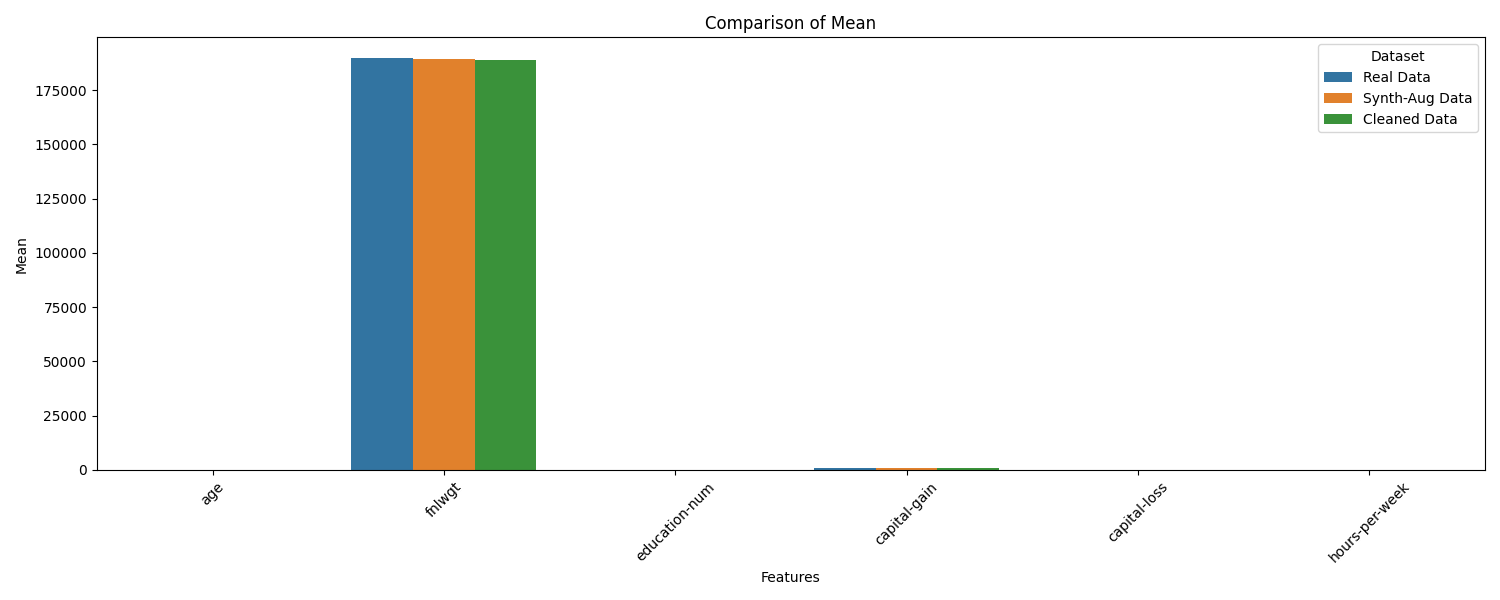 Comparison of Mean
Dataset
Real Data
Synth-Aug Data
Cleaned Data
Mean
175000
150000
125000
100000
75000
50000
25000
0
age
fnlwgt
education-num
capital-gain
capital-loss
hours-per-week
Features